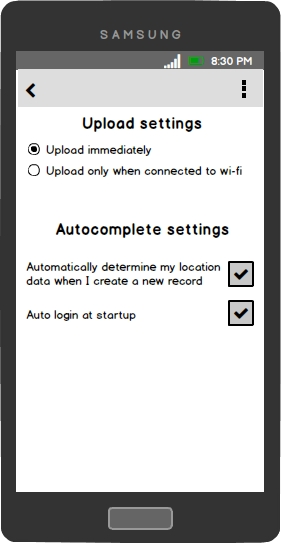 SAMSUNG
8:30 PM
Upload settings
Upload immediately
Upload only when connected to wi-fi
Autocomplete settings
Automatically determine my location
data when I create a new record
Auto login at startup